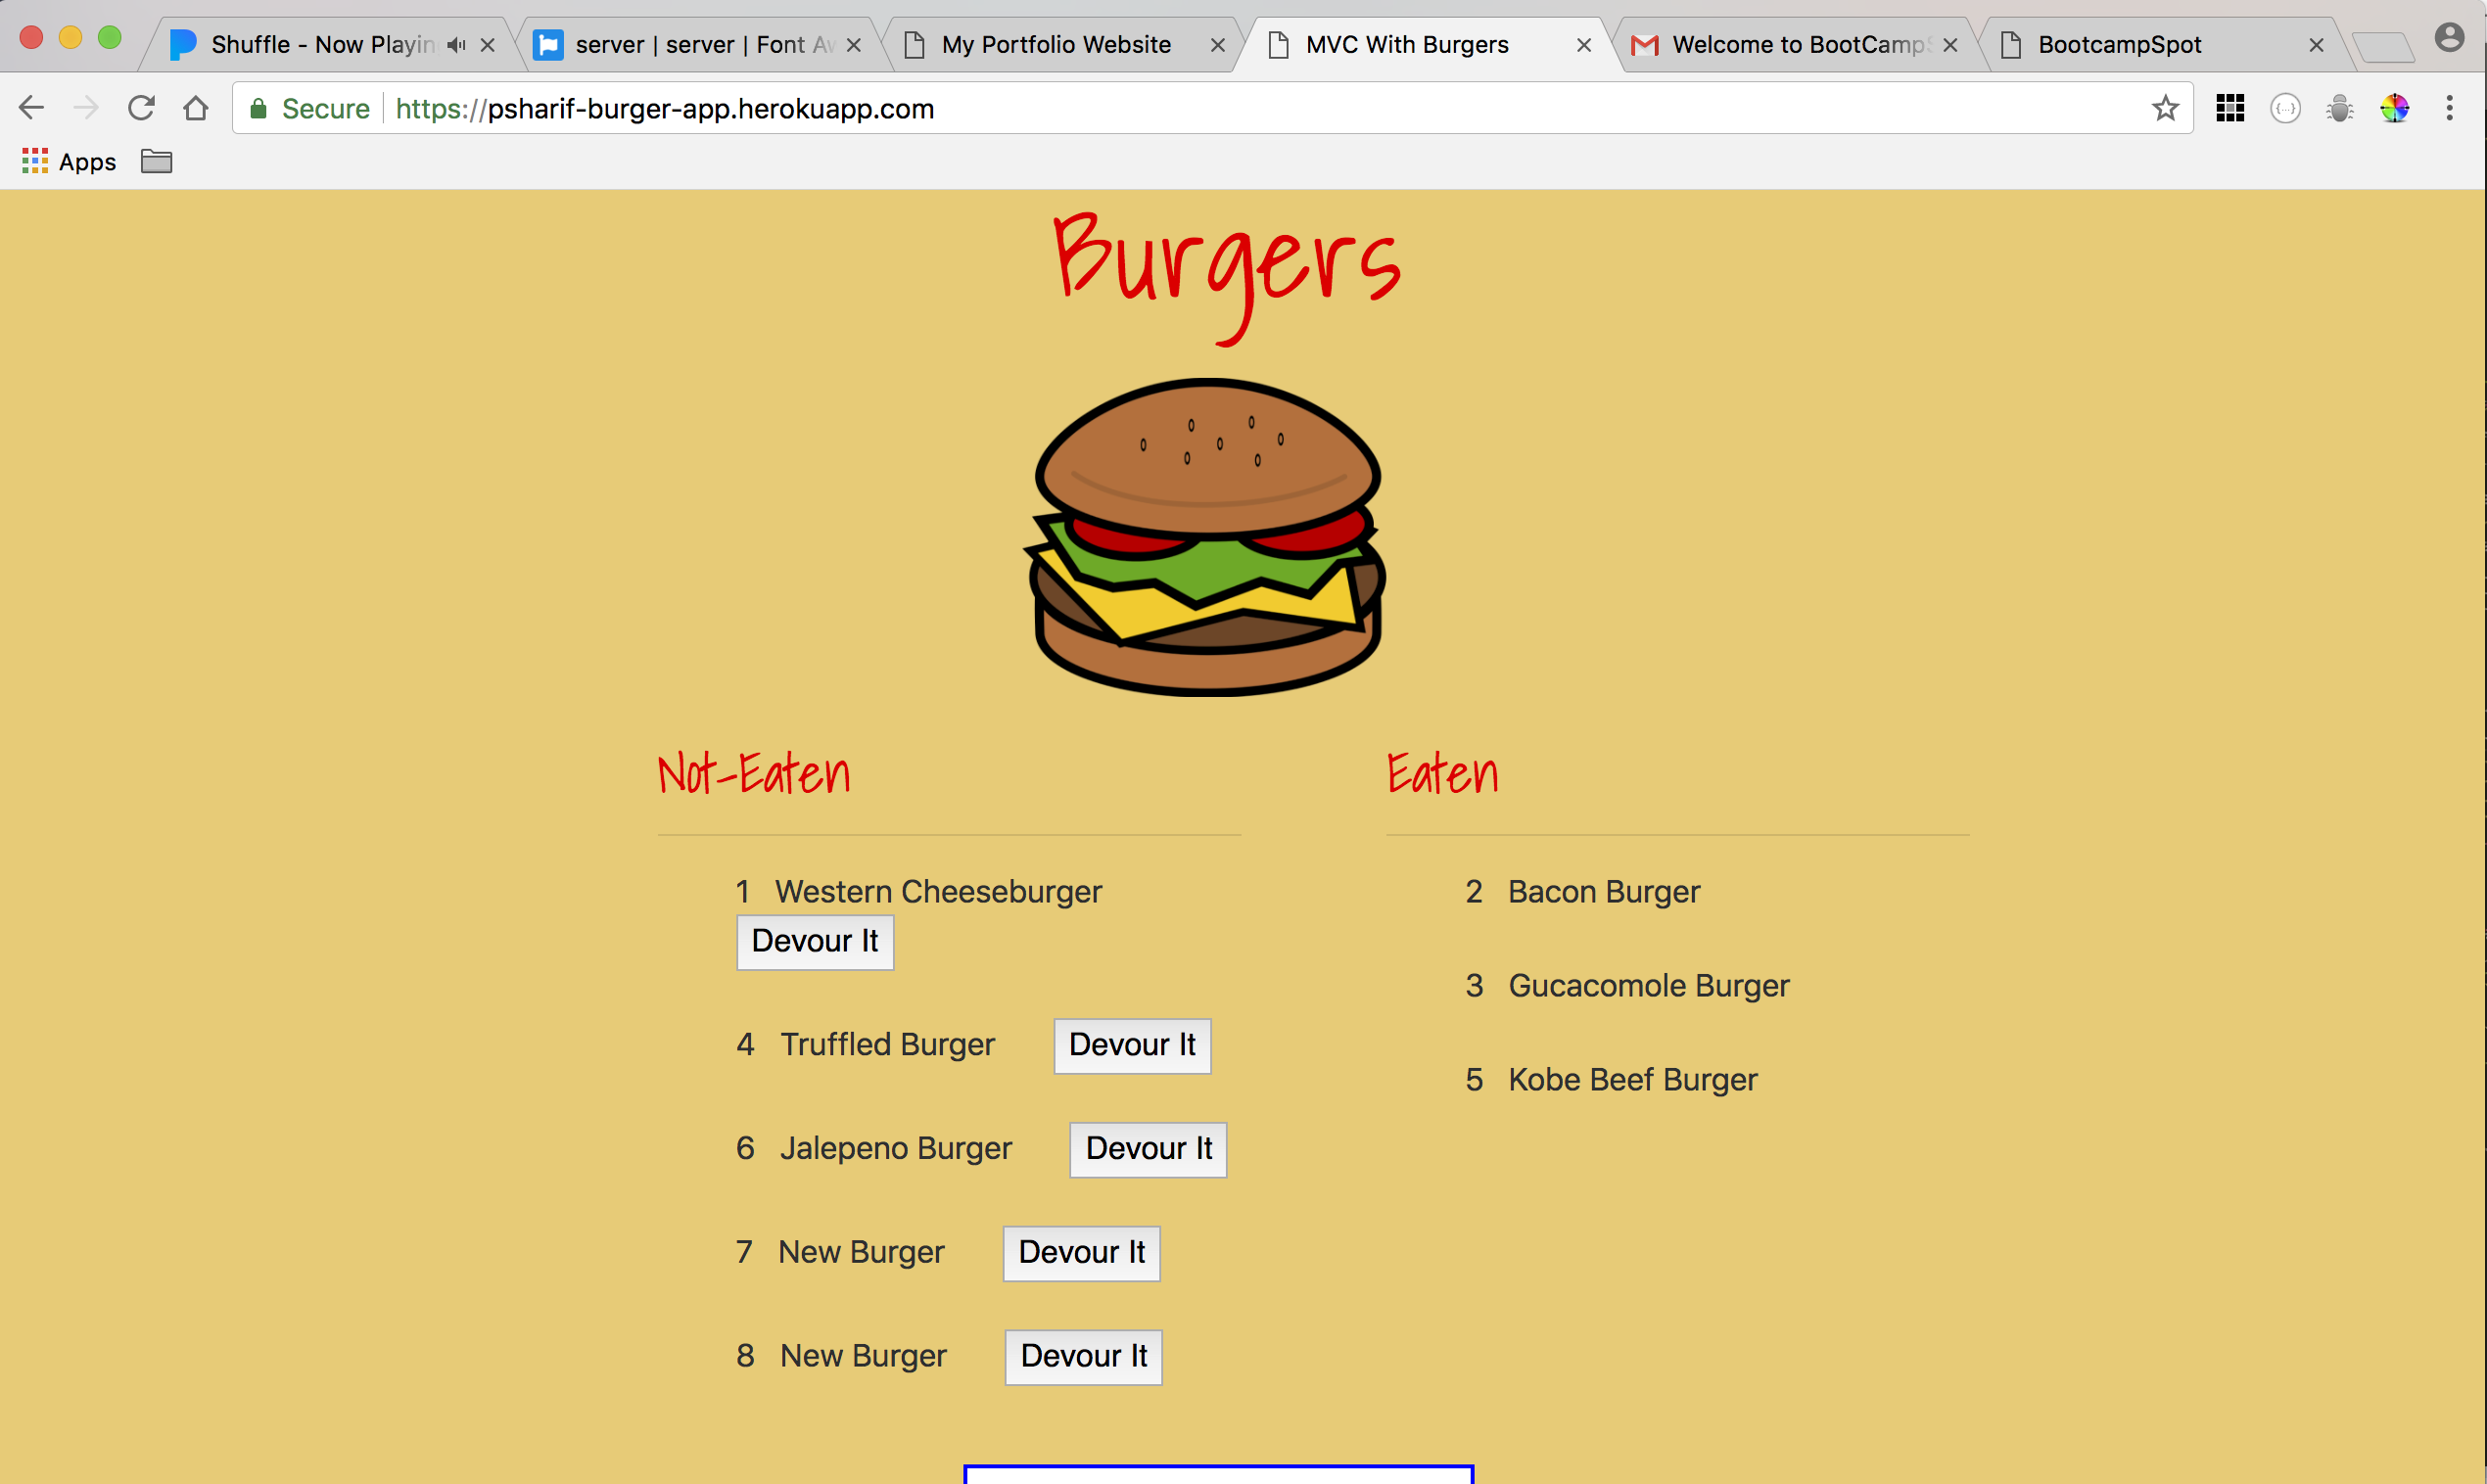 Shuffle - Now Playin
server | server | Font Aw
My Portfolio Website
MVC With Burgers
Welcome to BootCampS
BootcampSpot
Secure https://psharif-burger-app.herokuapp.com
Apps
Burgers
Not-Eaten
1 Western Cheeseburger
Devour It
4 Truffled Burger Devour It
6 Jalepeno Burger Devour It
7 New Burger Devour It
8 New Burger Devour It
Eaten
2 Bacon Burger
3 Gucacomole Burger
5 Kobe Beef Burger